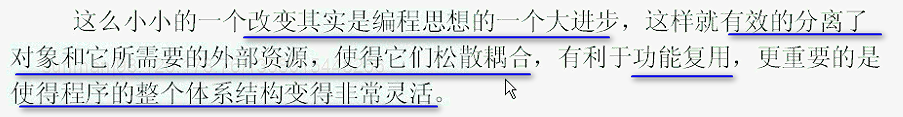 这么小小的一个改变其实是编程思想的一个大进步，这样就有效的分离了
对象和它所需要的外部资源，使得它们松散耦合，有利于功能复用，更重要的是
使得程序的整个体系结构变得非常灵活。